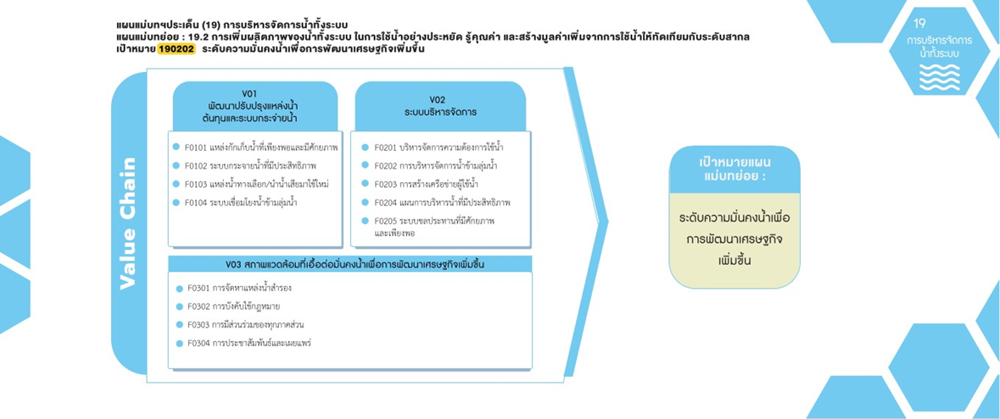 แผนแม่บทฯประเด็น (19) การบริหารจัดการน้ำทั้งระบบ
แผนแม่บทย่อย : 19.2 การเพิ่มผลิตภาพของน้ำทั้งระบบ ในการใช้น้ำอย่างประหยัด รู้คุณค่า และสร้างมูลค่าเพิ่มจากการใช้น้ำให้ทัดเทียมกับระดับสากล
เป้าหมาย 190202 ระดับความมั่นคงน้ำเพื่อการพัฒนาเศรษฐกิจเพิ่มขึ้น
19
การบริหารจัดการ
น้ำทั้งระบบ
Value Chain
V01
พัฒนาปรับปรุงแหล่งน้ำ
ต้นทุนและระบบกระจ่ายน้ำ
F0101 แหล่งกักเก็บน้ำที่เพียงพอและมีศักยภาพ
F0102 ระบบกระจายน้ำที่มีประสิทธิภาพ
F0103 แหล่งน้ำทางเลือก/นำน้ำเสียมาใช้ใหม่
F0104 ระบบเชื่อมโยงน้ำข้ามลุ่มน้ำ
V02
ระบบบริหารจัดการ
F0201 บริหารจัดการความต้องการใช้น้ำ
F0202 การบริหารจัดการน้ำข้ามลุ่มน้ำ
F0203 การสร้างเครือข่ายผู้ใช้น้ำ
F0204 แผนการบริหารน้ำที่มีประสิทธิภาพ
F0205 ระบบชลประทานที่มีศักยภาพ
และเพียงพอ
V03 สภาพแวดล้อมที่เอื้อต่อมั่นคงน้ำเพื่อการพัฒนาเศรษฐกิจเพิ่มขึ้น
F0301 การจัดหาแหล่งน้ำสำรอง
F0302 การบังคับใช้กฎหมาย
F0303 การมีส่วนร่วมของทุกภาคส่วน
F0304 การประชาสัมพันธ์และเผยแพร่
เป้าหมายแผน
แม่บทย่อย :
ระดับความมั่นคงน้ำเพื่อ
การพัฒนาเศรษฐกิจ
เพิ่มขึ้น